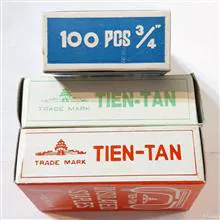 100 PCS 3/4"
TIEN-TAN
TRADE MARK
TIEN-TAN
TRADE MARK